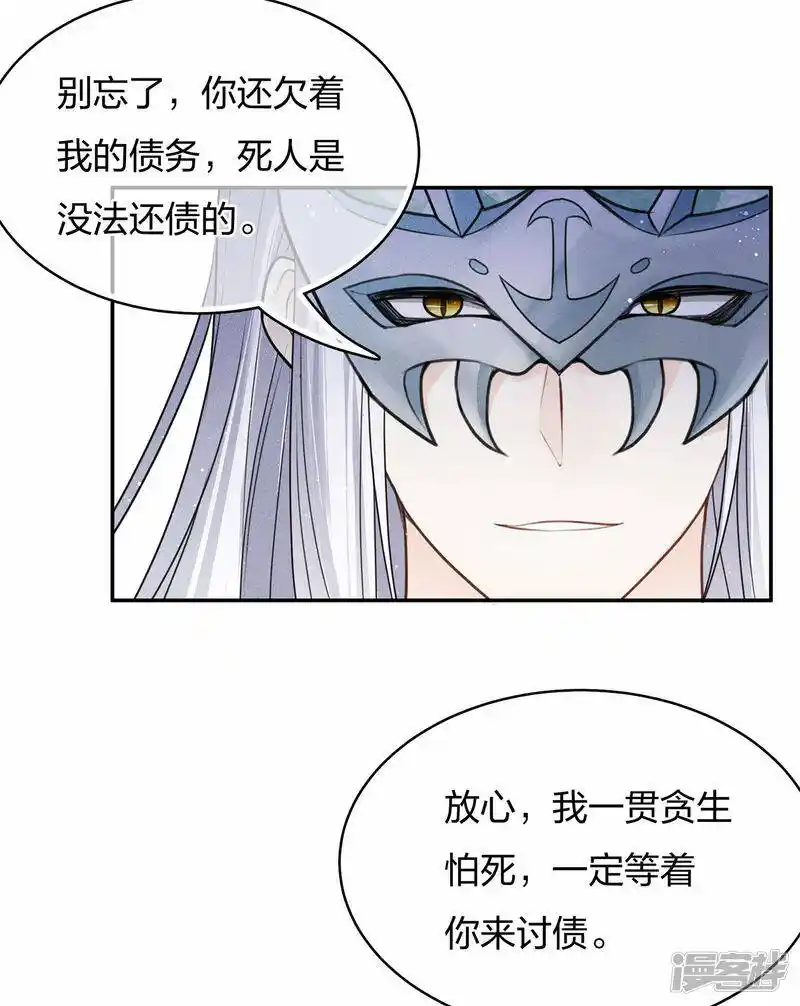 别忘了，你还欠着
我的债务，死人是
没法还债的。
放心，我一贯贪生
怕死，一定等着
你来讨债。
漫客栈